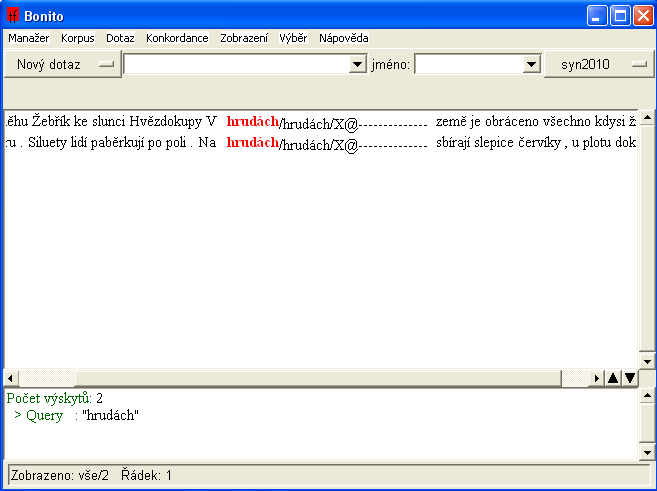 Bonito
Manažer Korpus Dotaz Konkordance Zobrazení Výběr Nápověda
Nový dotaz jméno: syn2010
ěhu Žebřík ke slunci Hvězdokupy V hrudách/hrudách/X@-------------- země je obráceno všechno kdysi ž
ru . Siluety lidí paběrkují po poli . Na hrudách/hrudách/X@-------------- sbírají slepice červíky , u plotu dok
Počet výskytů: 2
> Query : "hrudách"
Zobrazeno: vše/2 Řádek: 1